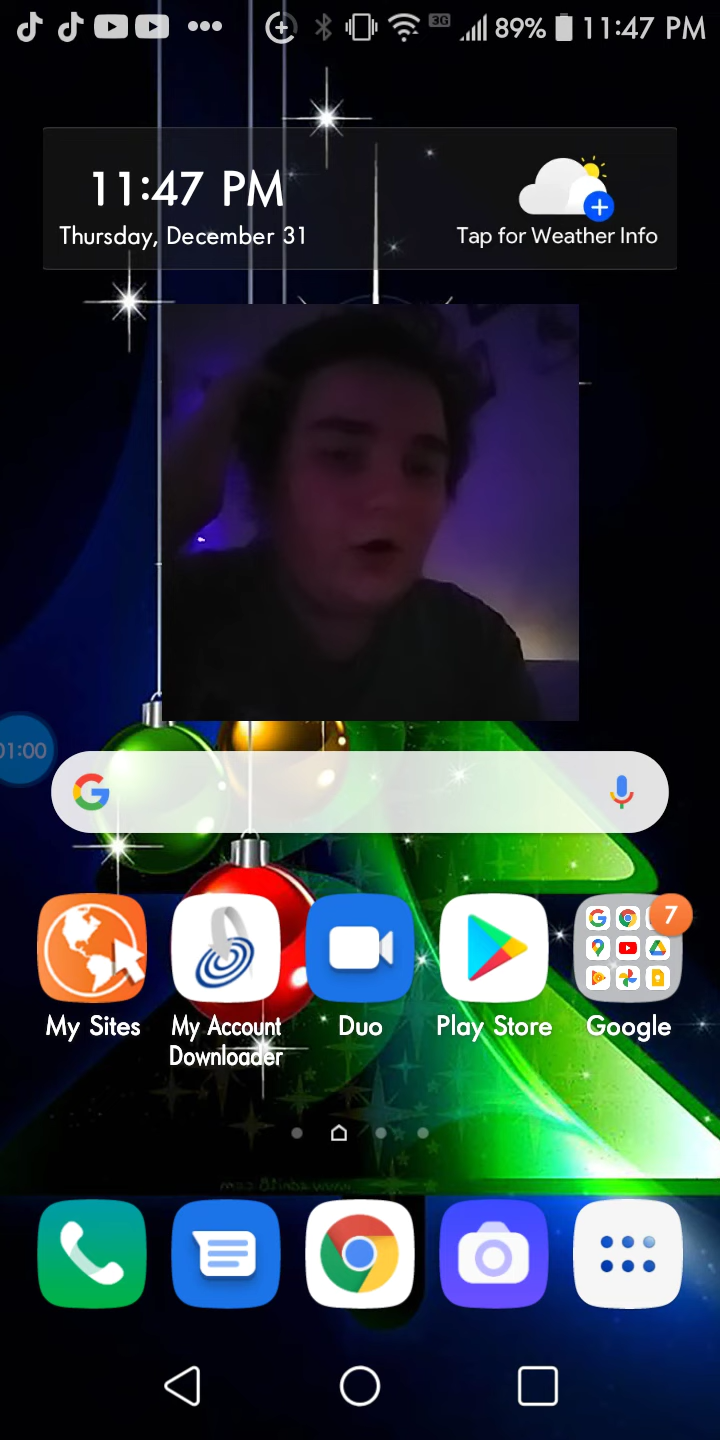 3G 89% 11:47 PM
11:47 PM
Thursday, December 31
Tap for Weather Info
01:00
7
My Sites
My Account Downloader
Duo
Play Store
Google